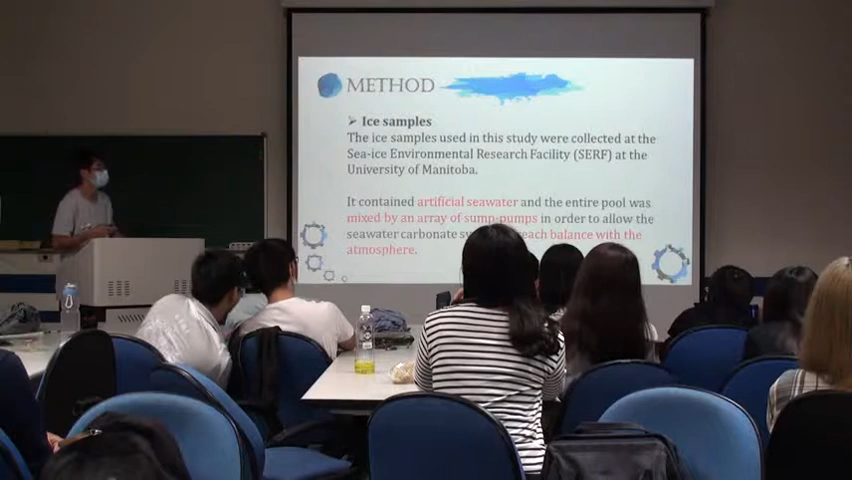 METHOD
Ice samples
The ice samples used in this study were collected at the
Sea-ice Environmental Research Facility (SERF) at the
University of Manitoba.
It contained artificial seawater and the entire pool was
mixed by an array of sump-pumps in order to allow the
seawater carbonate reach balance with the
atmosphere.